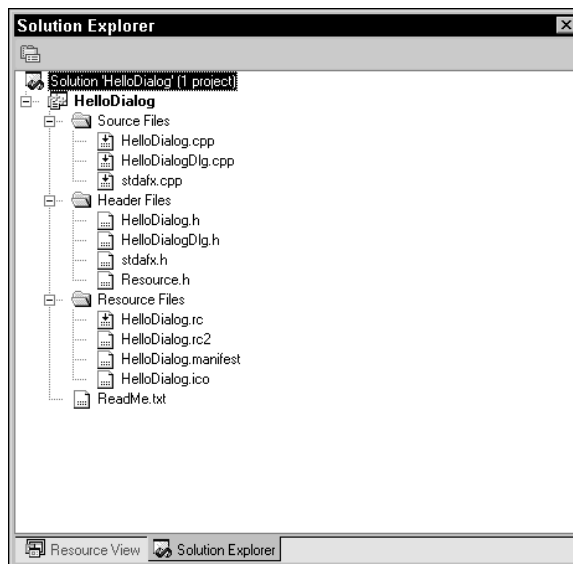 Solution Explorer
Solution 'HelloDialog' (1 project)
HelloDialog
Source Files
HelloDialog.cpp
HelloDialogDlg.cpp
stdafx.cpp
Header Files
HelloDialog.h
HelloDialogDlg.h
stdafx.h
Resource.h
Resource Files
HelloDialog.rc
HelloDialog.rc2
HelloDialog.manifest
HelloDialog.ico
ReadMe.txt
Resource View Solution Explorer